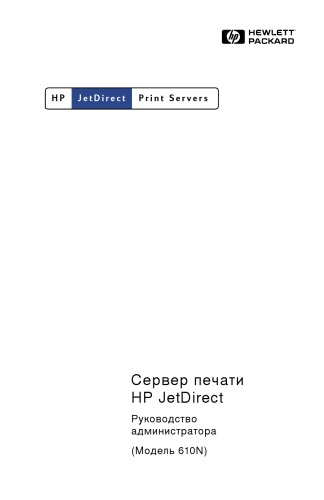 hp HEWLETT
PACKARD
HP JetDirect Print Servers
Сервер печати
HP JetDirect
Руководство
администратора
(Модель 610N)